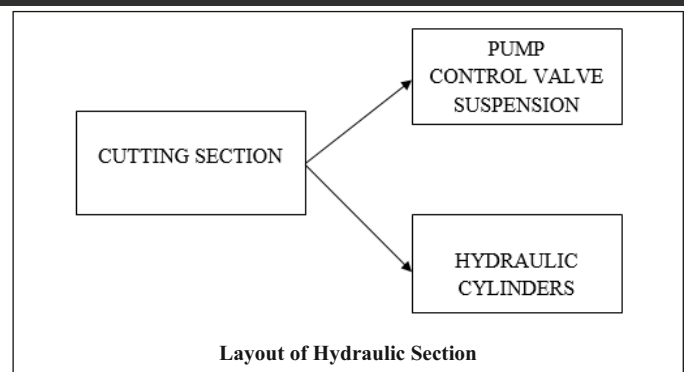 PUMP
CONTROL VALVE
SUSPENSION
CUTTING SECTION
HYDRAULIC
CYLINDERS
Layout of Hydraulic Section